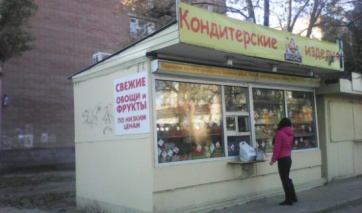 Кондитерские изделия
СВЕЖИЕ
ОВОЩИ И
ФРУКТЫ
ПО НИЗКИМ
ЦЕНАМ